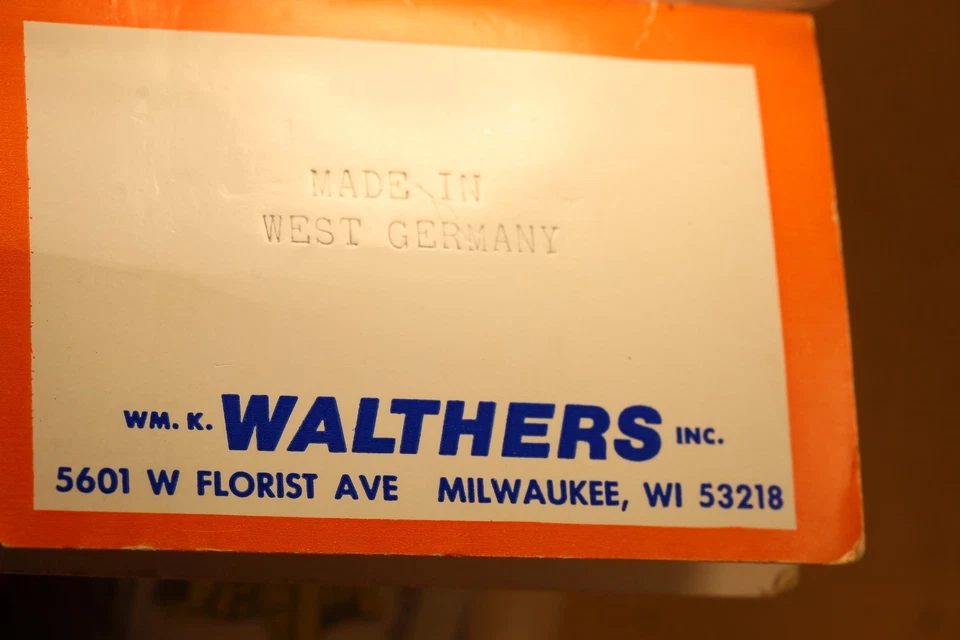 MADE IN
WEST GERMANY
WM. K. WALTHERS INC.
5601 W FLORIST AVE MILWAUKEE, WI 53218